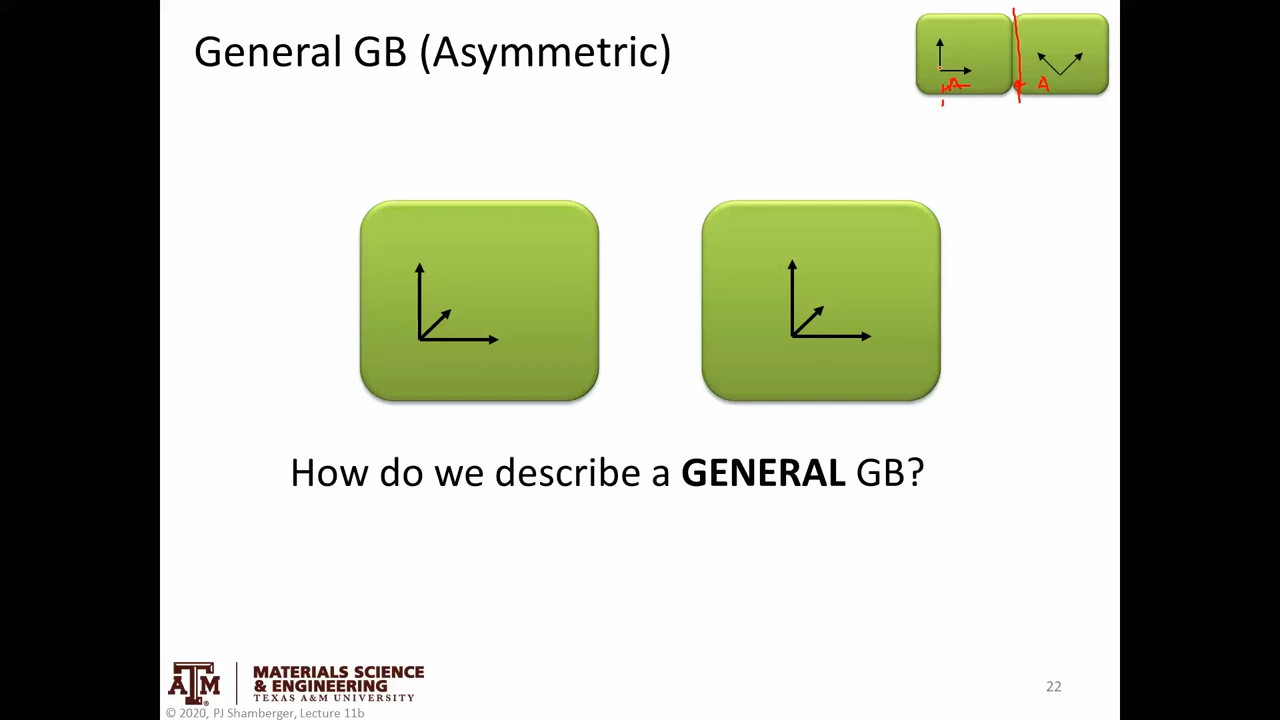 General GB (Asymmetric)
A
A
How do we describe a GENERAL GB?
ATM
MATERIALS SCIENCE
& ENGINEERING
TEXAS A&M UNIVERSITY
© 2020, PJ Shamberger, Lecture 11b
22